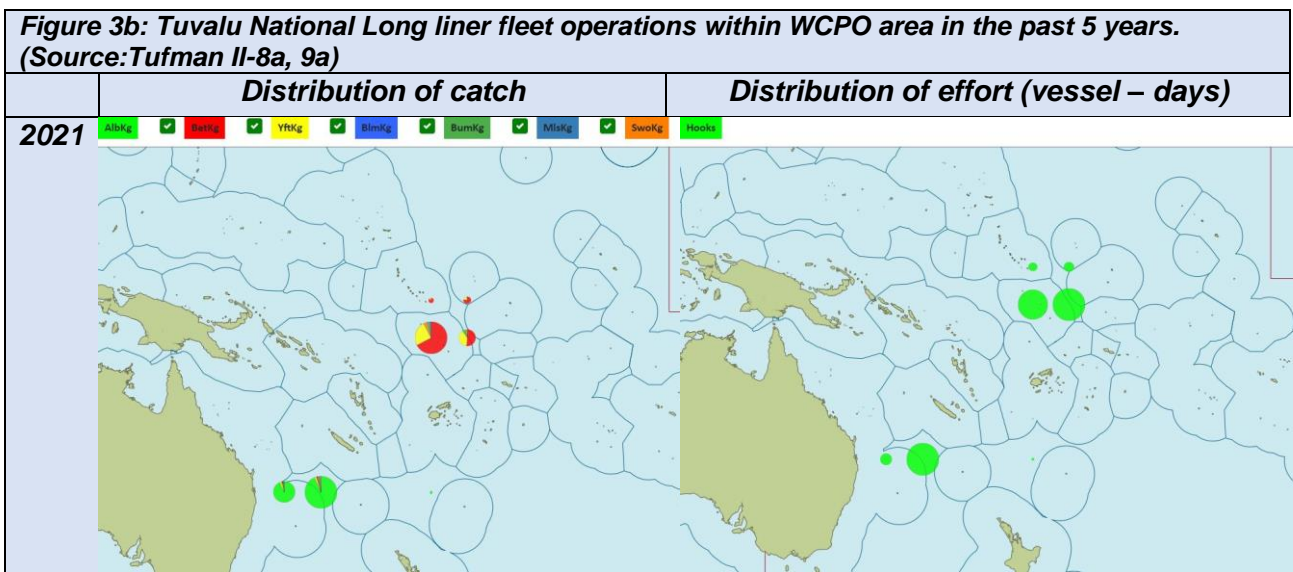 Figure 3b: Tuvalu National Long liner fleet operations within WCPO area in the past 5 years.
(Source:Tufman II-8a, 9a)
Distribution of catch Distribution of effort (vessel – days)
2021 AlbKg BetKg YftKg BlmKg BumKg MlsKg SwoKg Hooks